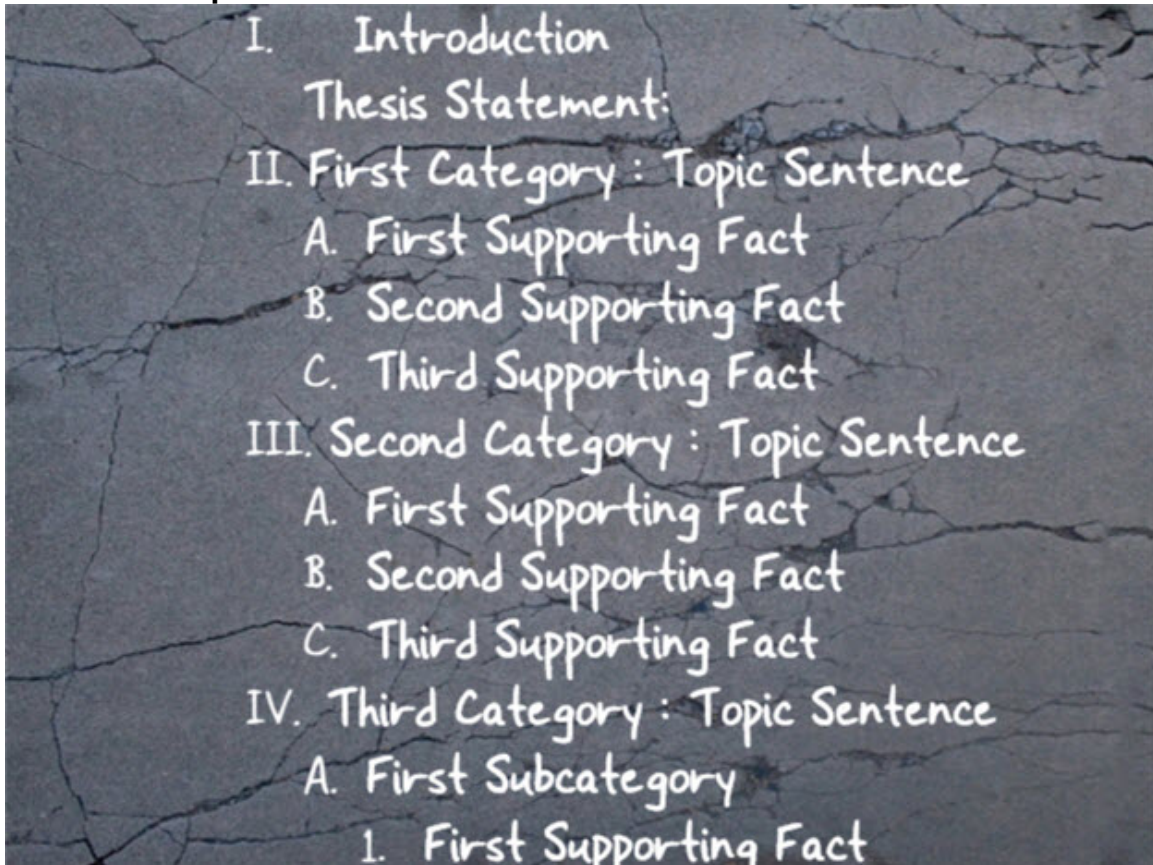 I. Introduction
Thesis Statement:
II. First Category : Topic Sentence
A. First Supporting Fact
B. Second Supporting Fact
C. Third Supporting Fact
III. Second Category : Topic Sentence
A. First Supporting Fact
B. Second Supporting Fact
C. Third Supporting Fact
IV. Third Category : Topic Sentence
A. First Subcategory
1. First Supporting Fact